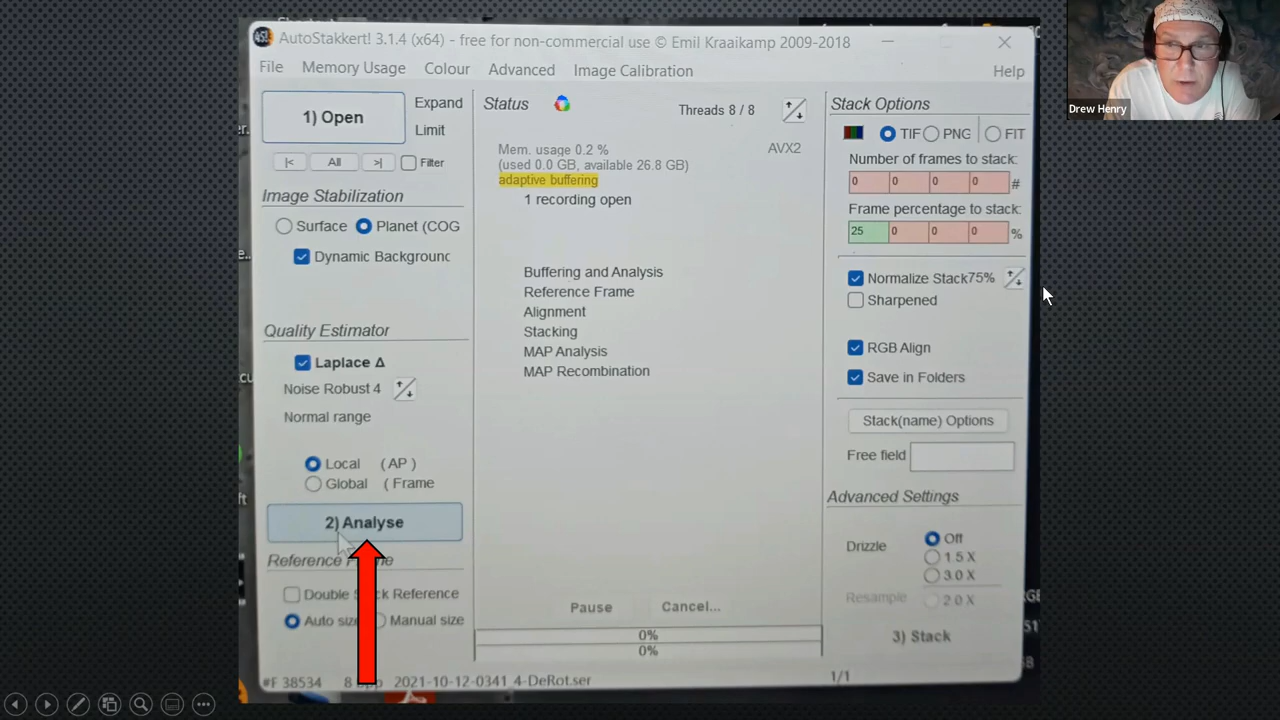 AutoStakkert! 3.1.4 (x64) - free for non-commercial use © Emil Kraaikamp 2009-2018
File Memory Usage Colour Advanced Image Calibration Help
1) Open
Expand
Limit
|< All >| Filter
Image Stabilization
Surface Planet (COG
Dynamic Background
Quality Estimator
Laplace Δ
Noise Robust 4
Normal range
Local (AP)
Global (Frame
2) Analyse
Reference
Double Reference
Auto size Manual size
#F 38534 8 bpp 2021-10-12-0341_4-DeRot.ser 1/1
Status
Threads 8 / 8
Mem. usage 0.2 %
AVX2
(used 0.0 GB, available 26.8 GB)
adaptive buffering
1 recording open
Buffering and Analysis
Reference Frame
Alignment
Stacking
MAP Analysis
MAP Recombination
Pause Cancel...
0%
0%
Stack Options
TIF PNG FIT
Number of frames to stack:
0 0 0 0 #
Frame percentage to stack:
25 0 0 0 %
Normalize Stack 75%
Sharpened
RGB Align
Save in Folders
Stack(name) Options
Free field
Advanced Settings
Drizzle
Off
1.5 X
3.0 X
Resample 2.0 X
3) Stack
Drew Henry